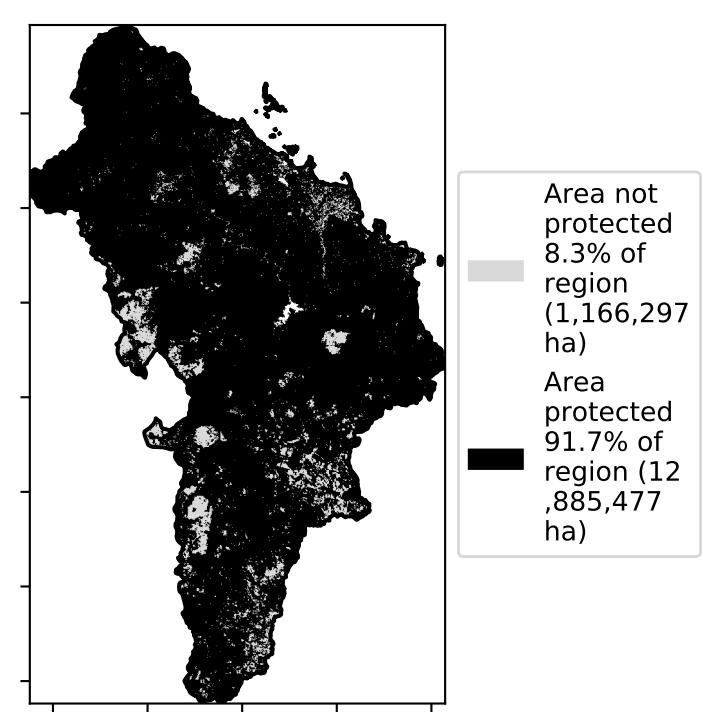 Area not
protected
8.3% of
region
(1,166,297
ha)
Area
protected
91.7% of
region (12
,885,477
ha)